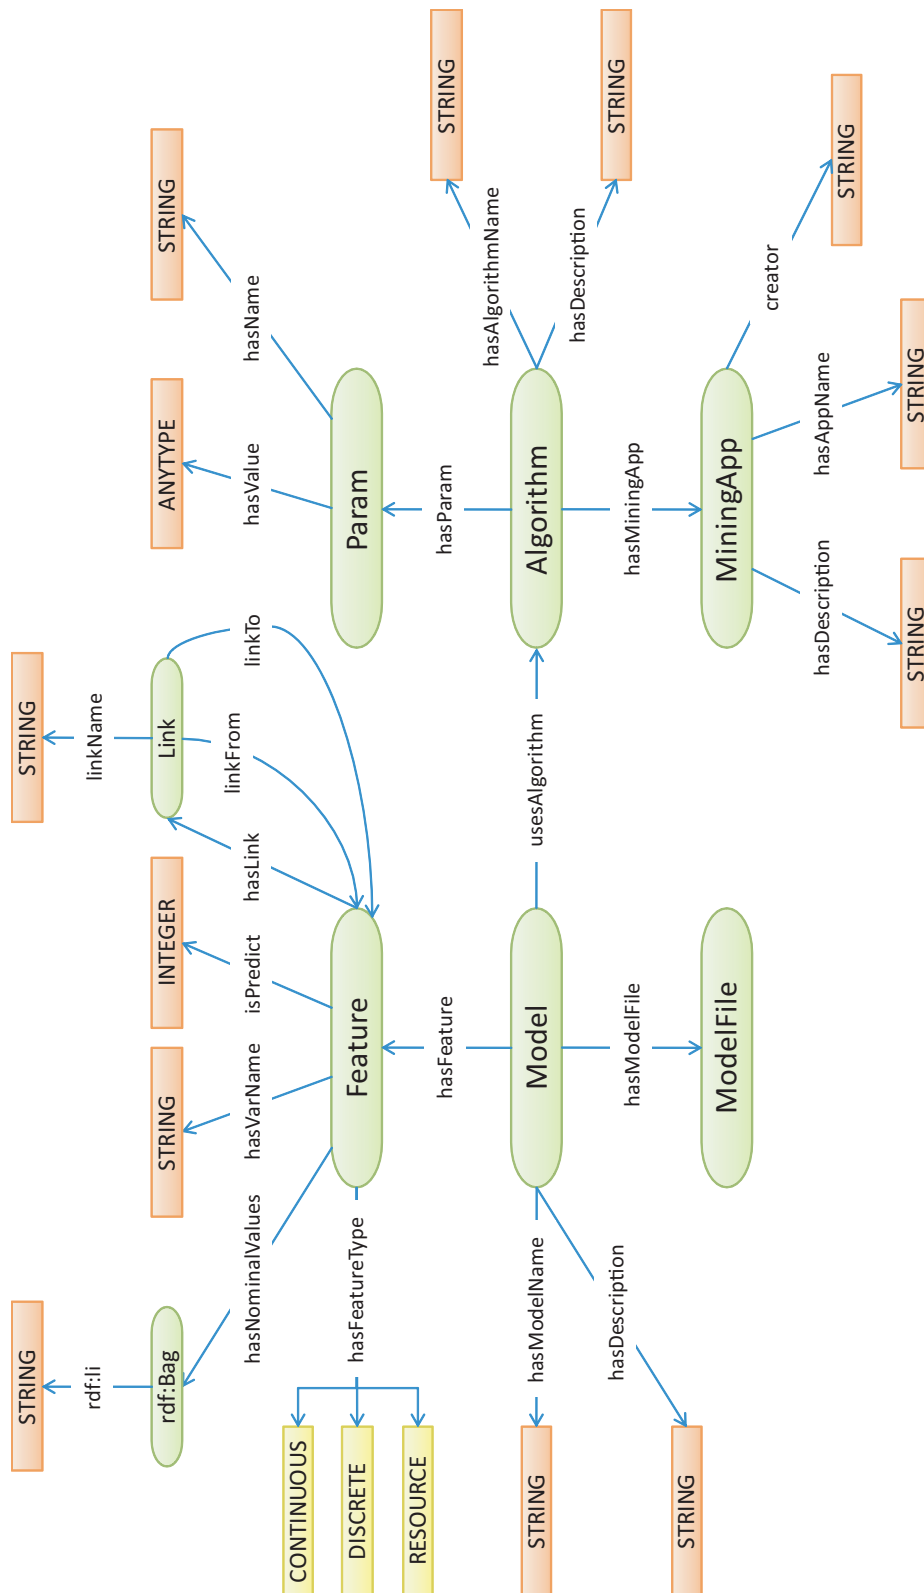 STRING
STRING
rdf:li
linkName
rdf:Bag
STRING
INTEGER
Link
ANYTYPE
STRING
hasNominalValues
hasVarName
isPredict
hasLink
linkFrom
linkTo
hasValue
hasName
CONTINUOUS
DISCRETE
RESOURCE
hasFeatureType
Feature
Param
hasFeature
hasParam
STRING
hasAlgorithmName
STRING
hasModelName
Model
usesAlgorithm
Algorithm
hasDescription
STRING
hasDescription
STRING
hasModelFile
hasMiningApp
ModelFile
MiningApp
creator
STRING
hasDescription
hasAppName
STRING
STRING